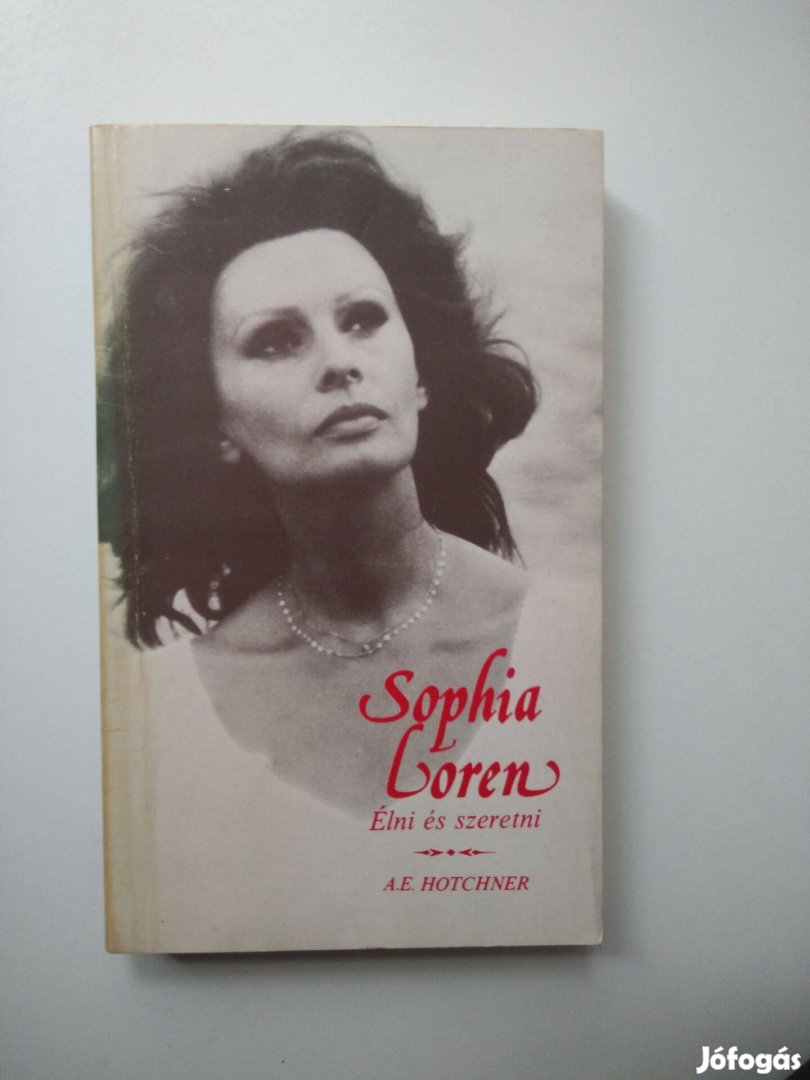 Sophia
Loren
Élni és szeretni
A.E. HOTCHNER
Jófogás